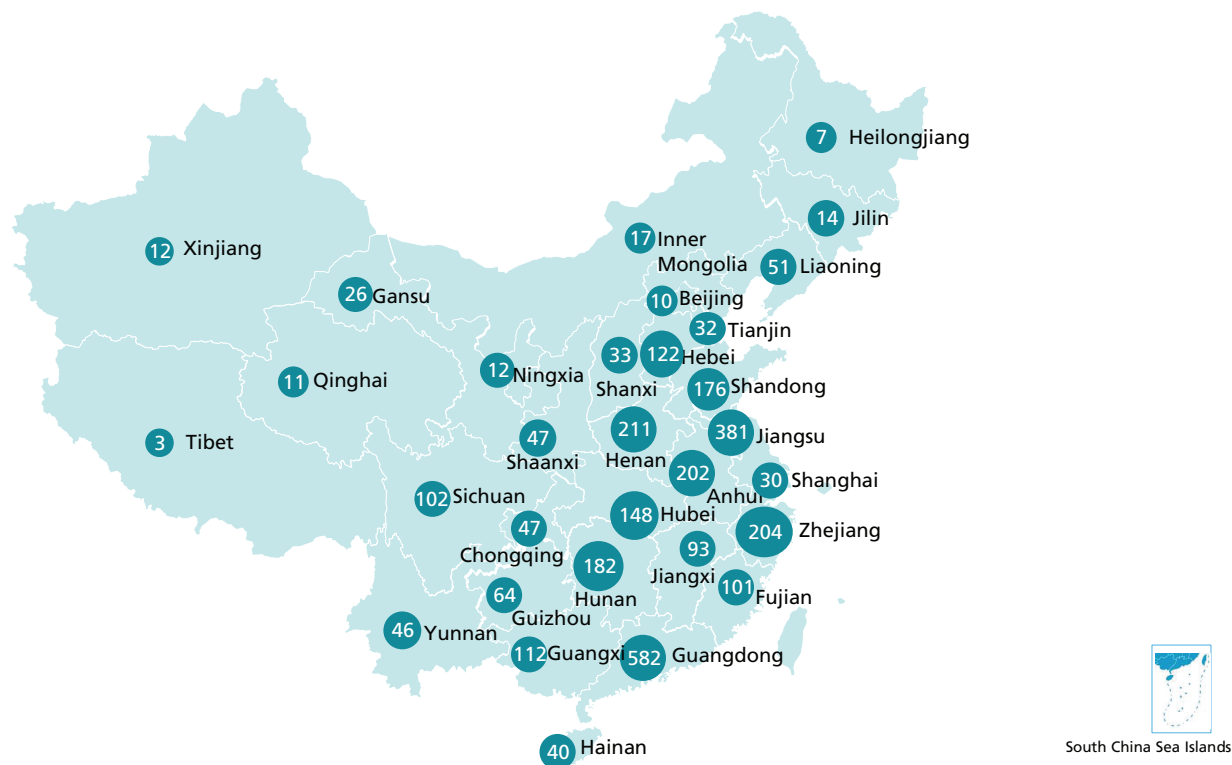 7 Heilongjiang
14 Jilin
17 Inner
Mongolia
51 Liaoning
12 Xinjiang
26 Gansu
10 Beijing
32 Tianjin
33
Shanxi
122 Hebei
12 Ningxia
11 Qinghai
176 Shandong
3 Tibet
47
Shaanxi
211
Henan
381 Jiangsu
202
Anhui
30 Shanghai
102 Sichuan
148 Hubei
47
Chongqing
204 Zhejiang
93
Jiangxi
182
Hunan
101 Fujian
64
Guizhou
46 Yunnan
112 Guangxi
582 Guangdong
40 Hainan
South China Sea Islands